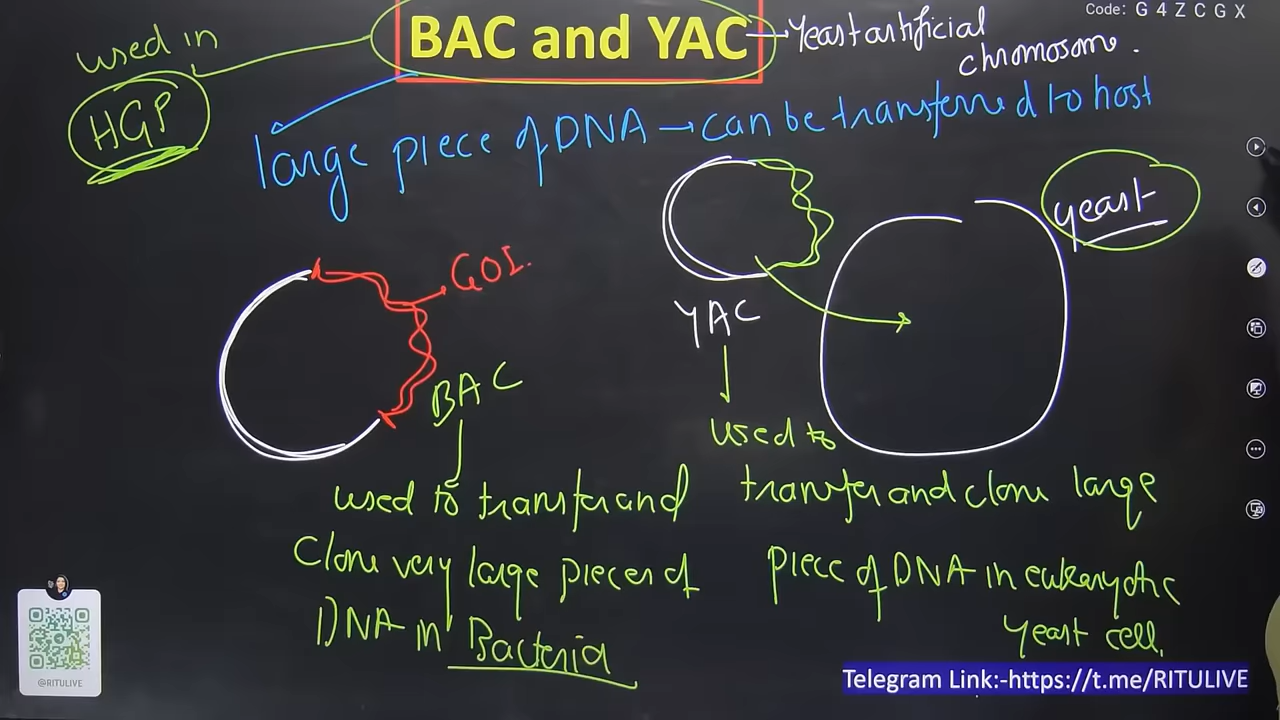 Code: G 4 Z C G X
used in
BAC and YAC
Yeast artificial
chromosome.
HGP
large piece of DNA → can be transferred to host
yeast
GOI.
YAC
BAC
used to
used to transfer and
transfer and clone large
Clone very large pieces of
piece of DNA in eukaryotic
DNA in Bacteria
yeast cell.
@RITULIVE
Telegram Link:-https://t.me/RITULIVE